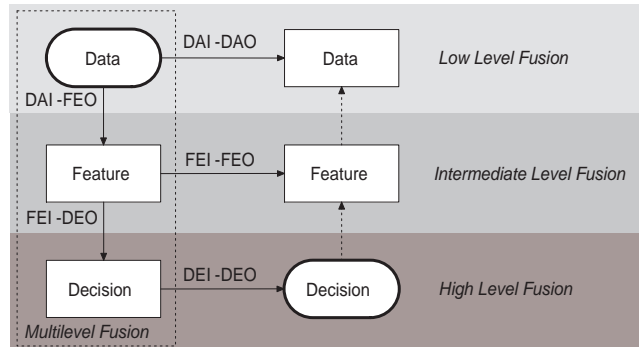 Data
DAI -DAO
Data
Low Level Fusion
DAI -FEO
Feature
FEI -FEO
Feature
Intermediate Level Fusion
FEI -DEO
Decision
DEI -DEO
Decision
High Level Fusion
Multilevel Fusion